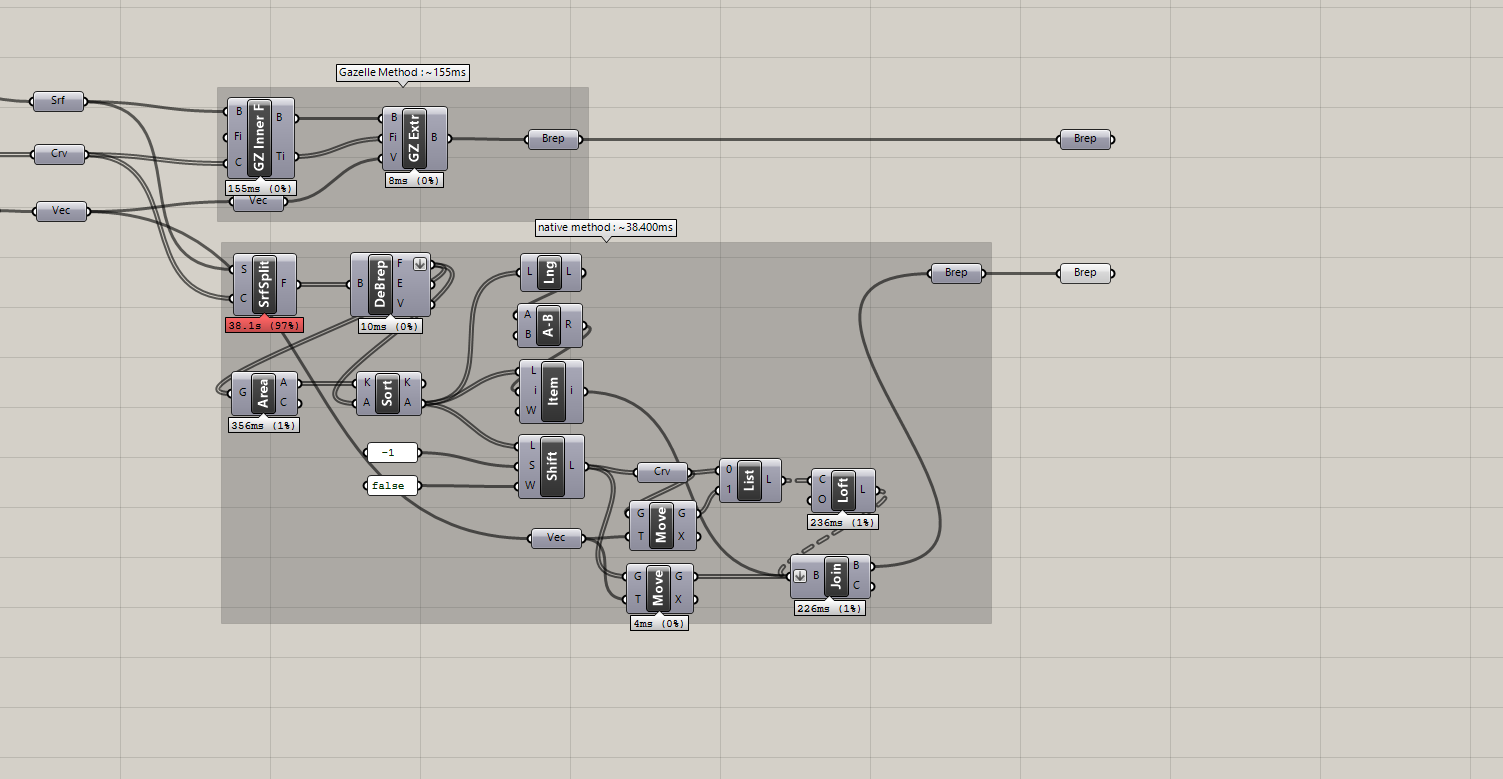 Gazelle Method : ~155ms
Srf
Crv
Vec
B
Fi
C
GZ Inner F
B
Ti
155ms (0%)
Vec
B
Fi
V
GZ Extr
B
8ms (0%)
Brep
Brep
native method : ~38.400ms
S
C
SrfSplit
F
38.1s (97%)
B
DeBrep
F
E
V
10ms (0%)
L
Lng
L
A
B
A-B
R
Brep
Brep
G
Area
A
C
356ms (1%)
K
A
Sort
K
A
L
i
W
Item
i
-1
false
L
S
W
Shift
L
Crv
0
1
List
L
C
O
Loft
L
236ms (1%)
Vec
G
T
Move
G
X
G
T
Move
G
X
4ms (0%)
B
Join
B
C
226ms (1%)